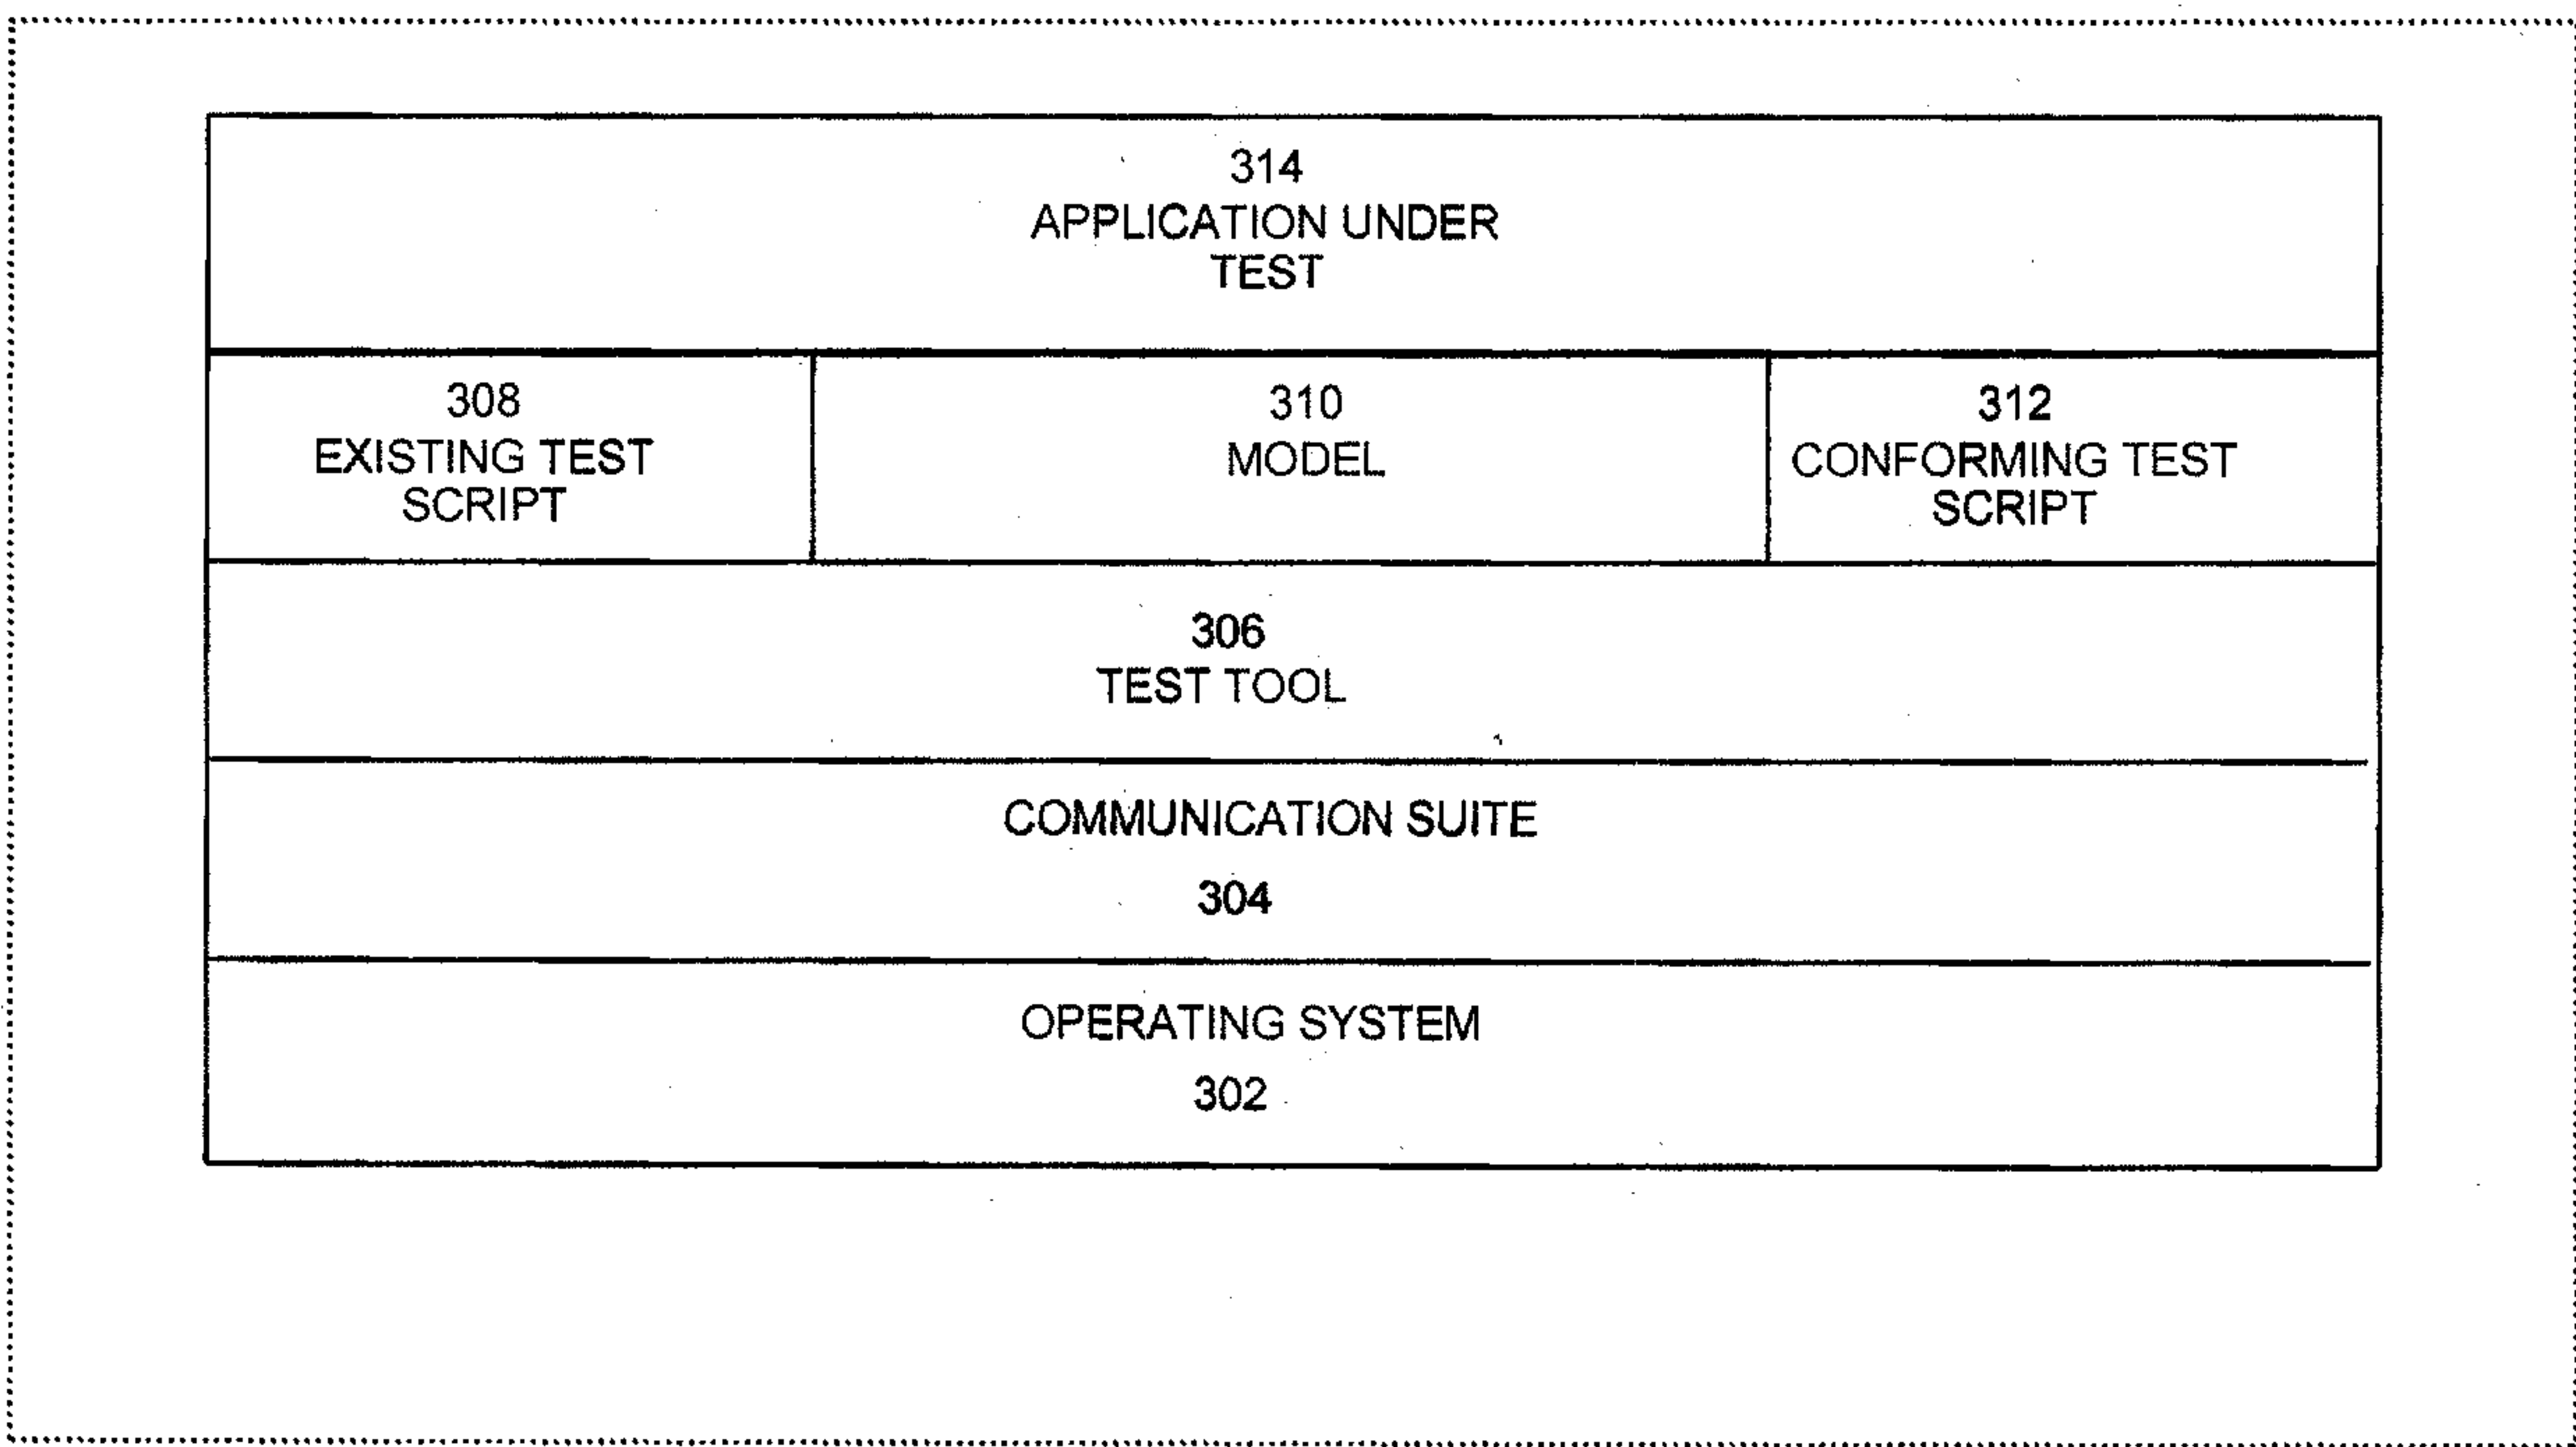 314
APPLICATION UNDER
TEST
308
EXISTING TEST
SCRIPT
310
MODEL
312
CONFORMING TEST
SCRIPT
306
TEST TOOL
COMMUNICATION SUITE
304
OPERATING SYSTEM
302